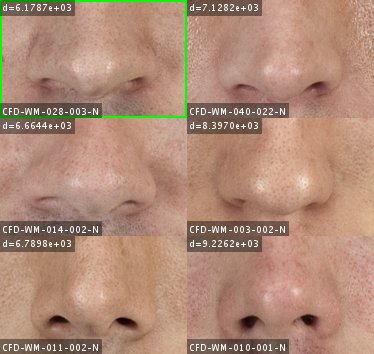 d=6.1787e+03
CFD-WM-028-003-N
d=7.1282e+03
CFD-WM-040-022-N
d=6.6644e+03
CFD-WM-014-002-N
d=8.3970e+03
CFD-WM-003-002-N
d=6.7898e+03
CFD-WM-011-002-N
d=9.2262e+03
CFD-WM-010-001-N